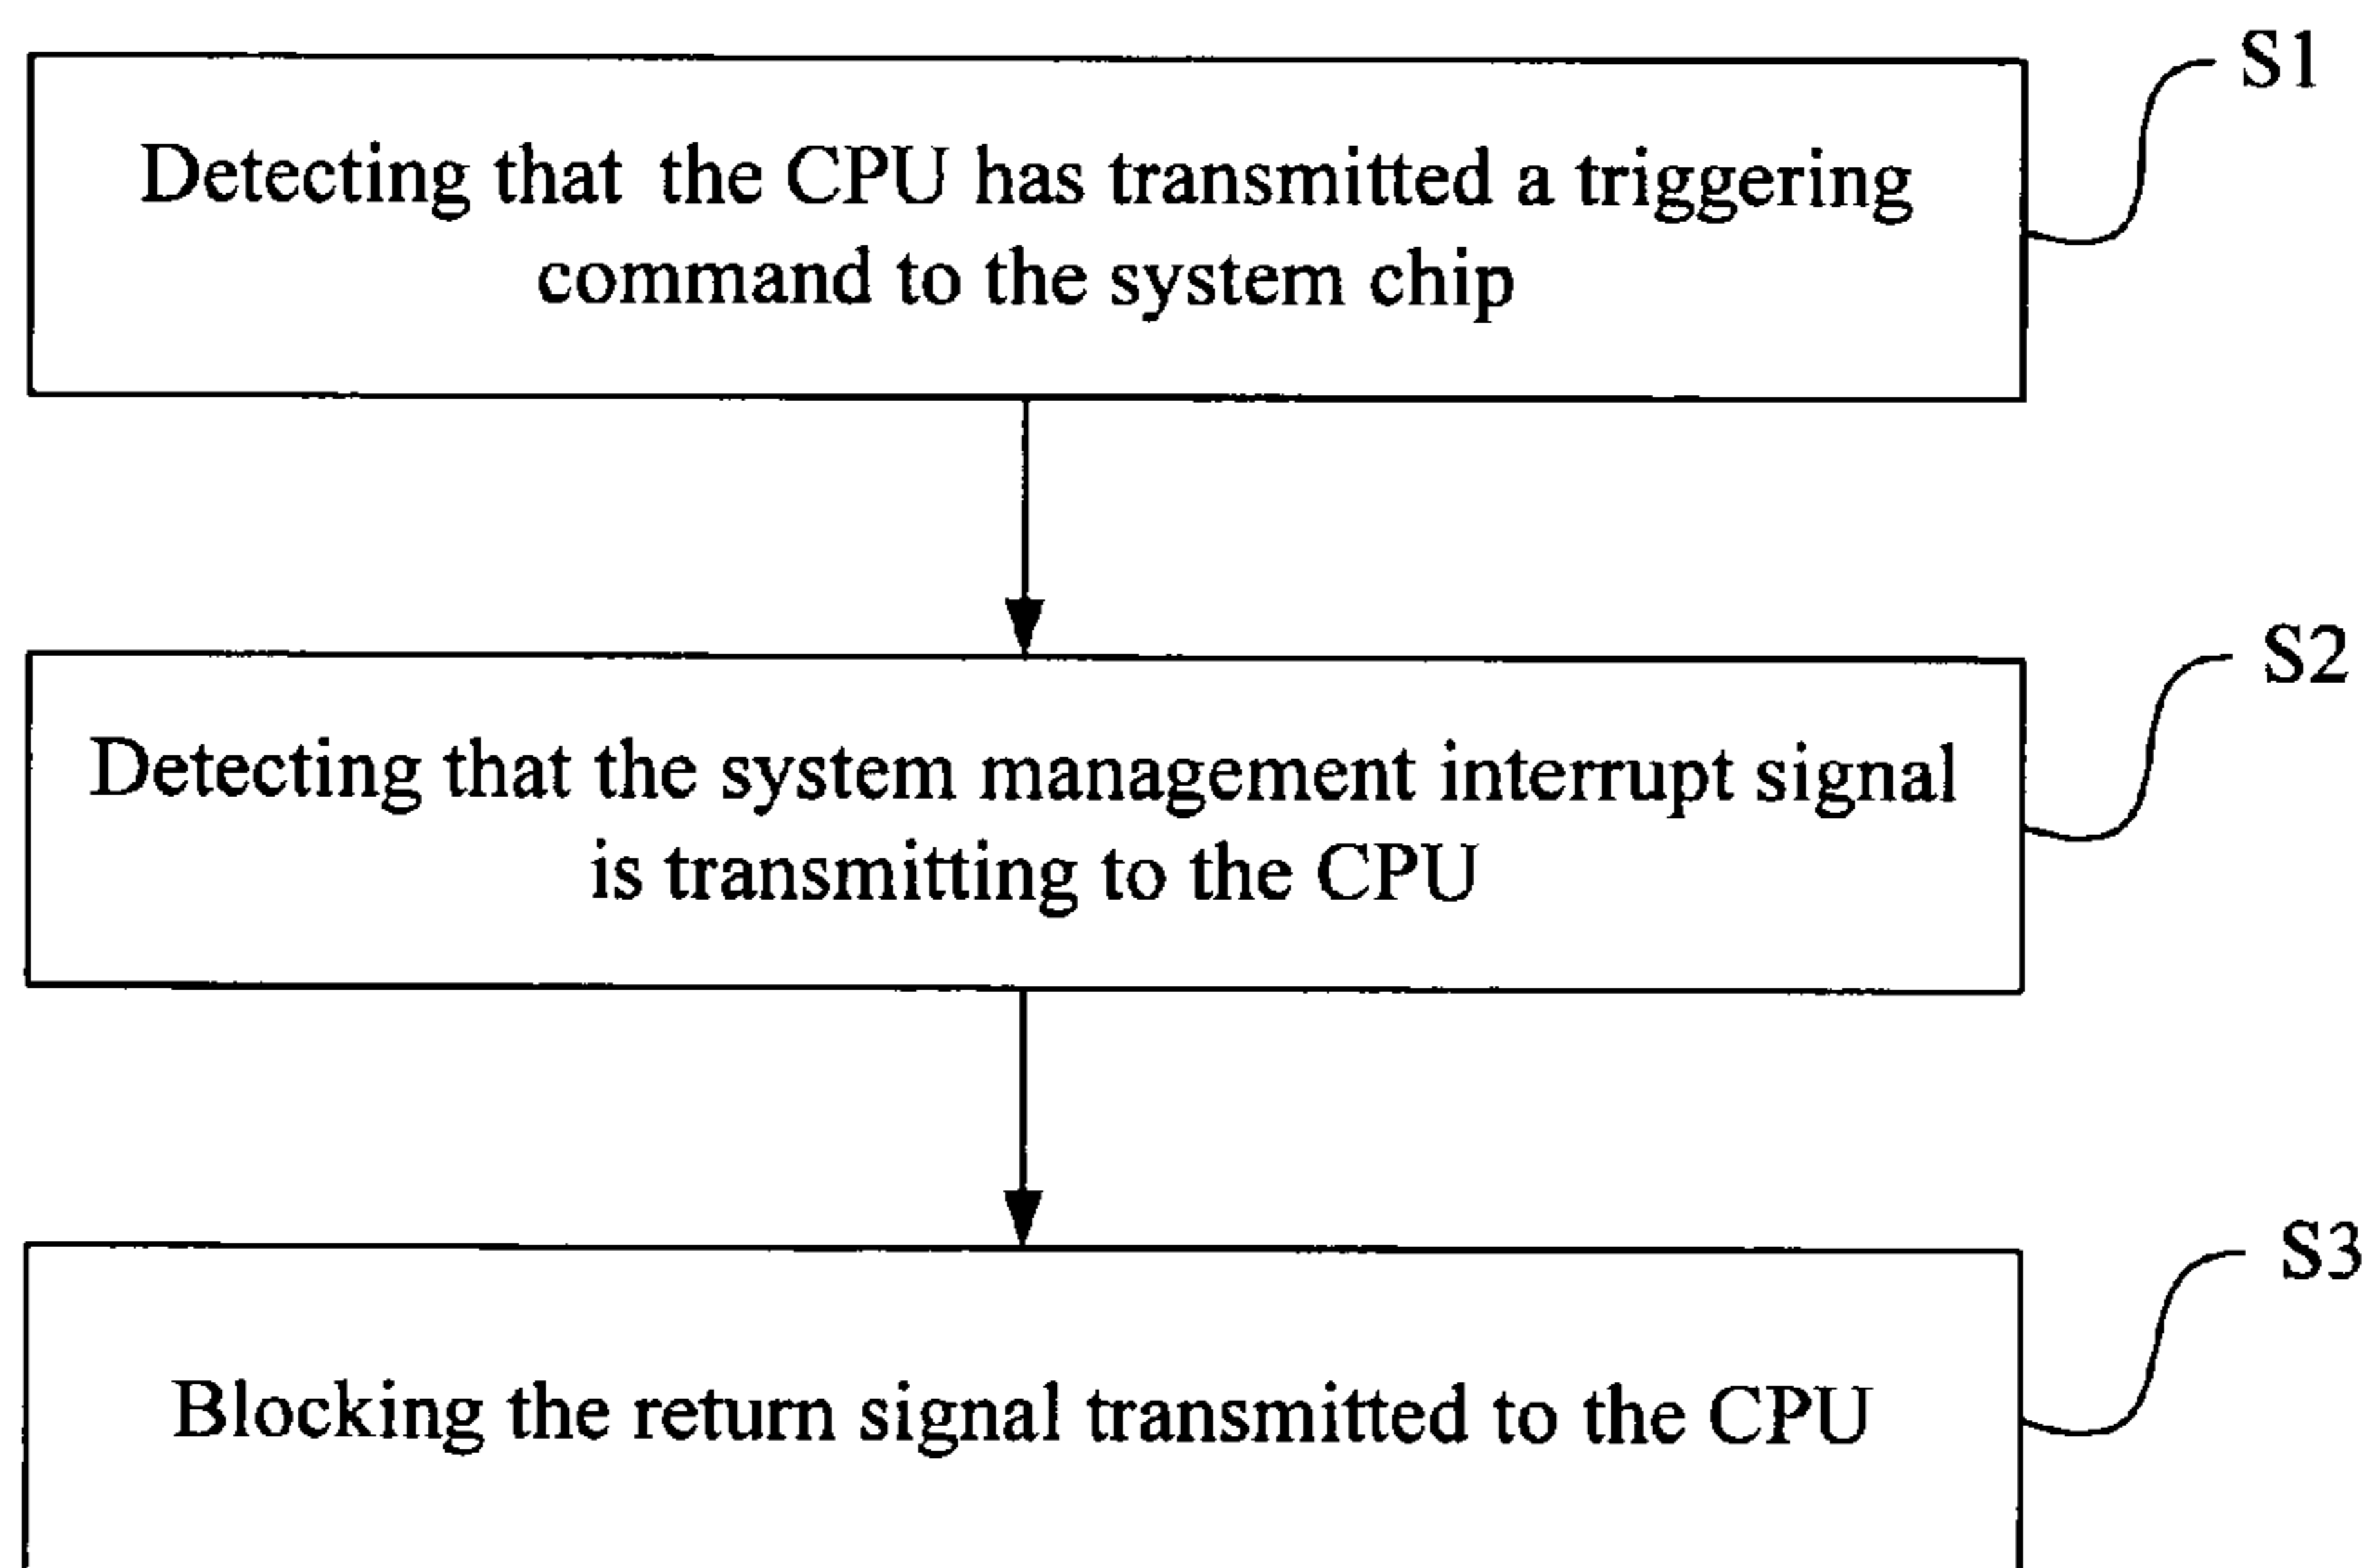 S1
Detecting that the CPU has transmitted a triggering
command to the system chip
S2
Detecting that the system management interrupt signal
is transmitting to the CPU
S3
Blocking the return signal transmitted to the CPU